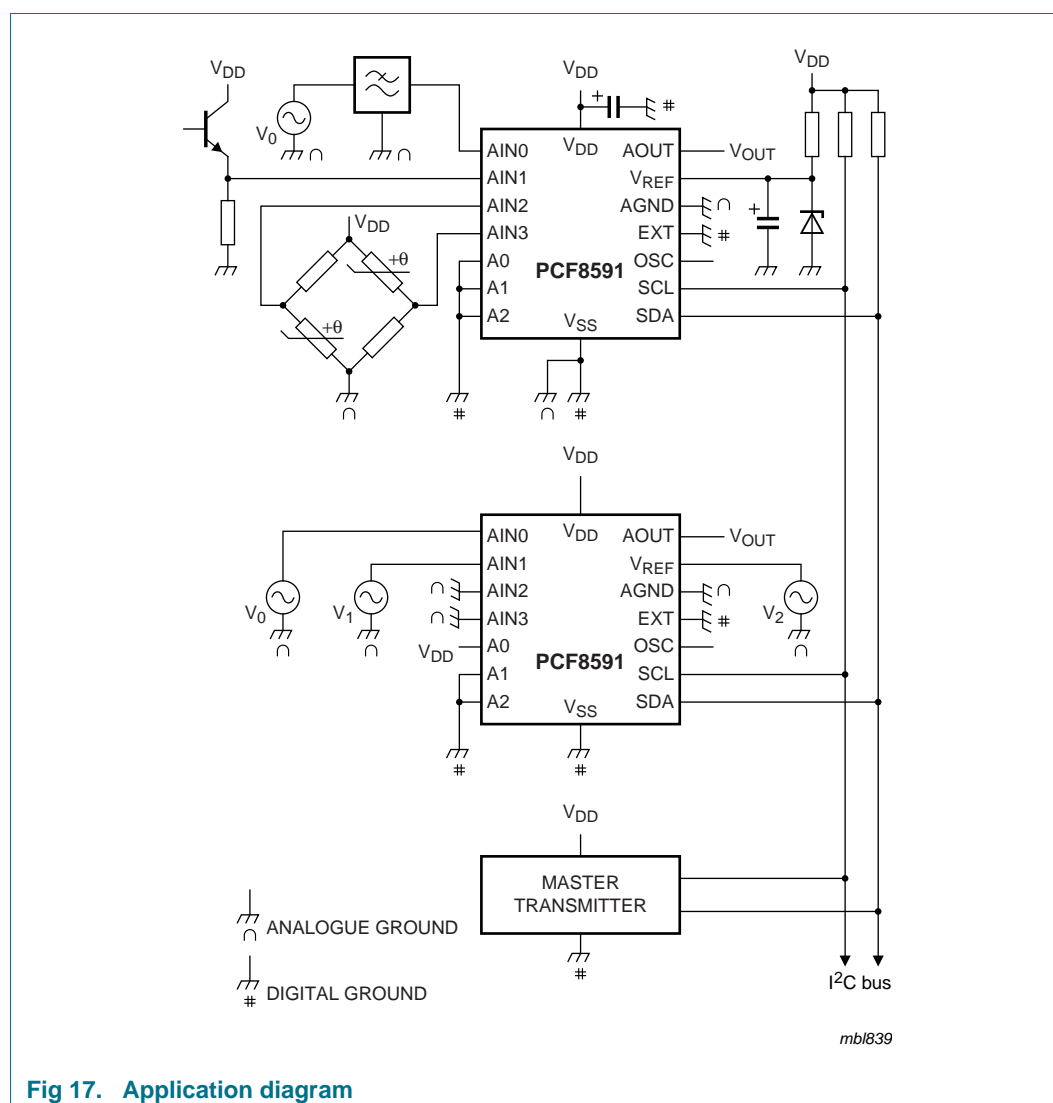 VDD
V0
VDD
+
#
VDD
AIN0
AIN1
AIN2
AIN3
A0
A1
A2
VDD
AOUT
VREF
AGND
EXT
OSC
SCL
SDA
VSS
PCF8591
VOUT
#
+
VDD
+θ
+θ
#
#
VDD
AIN0
AIN1
AIN2
AIN3
A0
A1
A2
VDD
AOUT
VREF
AGND
EXT
OSC
SCL
SDA
VSS
PCF8591
V0
V1
VDD
VOUT
#
V2
#
#
VDD
MASTER
TRANSMITTER
#
ANALOGUE GROUND
# DIGITAL GROUND
I2C bus
mbl839
Fig 17. Application diagram